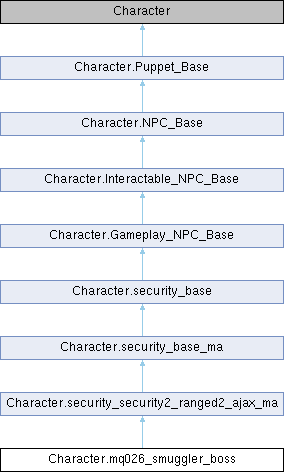 Character
Character.Puppet_Base
Character.NPC_Base
Character.Interactable_NPC_Base
Character.Gameplay_NPC_Base
Character.security_base
Character.security_base_ma
Character.security_security2_ranged2_ajax_ma
Character.mq026_smuggler_boss